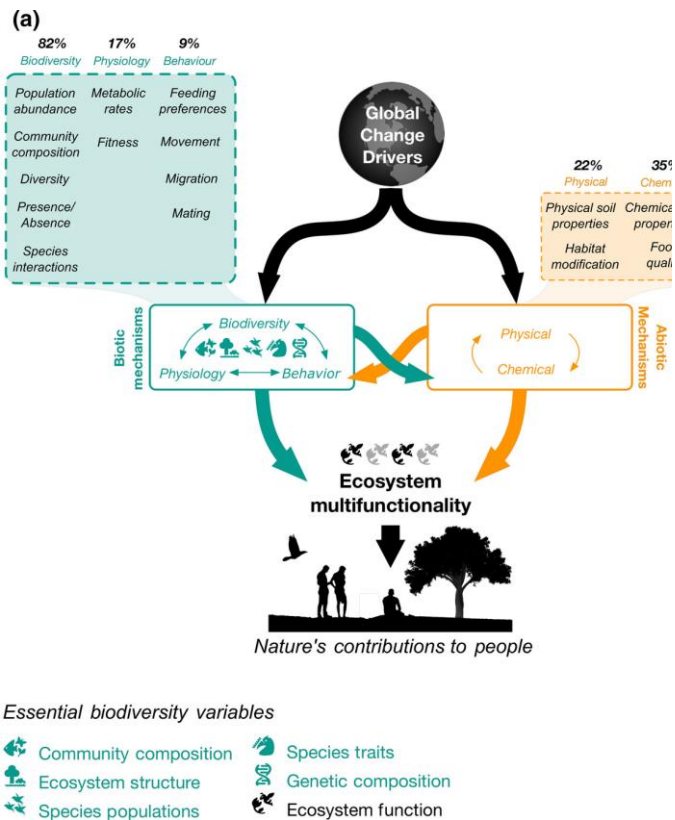 (a)
82% 17% 9%
Biodiversity Physiology Behaviour
Population abundance
Community composition
Diversity
Presence/
Absence
Species interactions
Metabolic rates
Fitness
Feeding preferences
Movement
Migration
Mating
Global
Change
Drivers
22% 35%
Physical
Physical soil properties
Habitat modification
Chemical
Biotic mechanisms
Biodiversity
Physiology
Behavior
Abiotic Mechanisms
Physical
Chemical
Ecosystem
multifunctionality
Nature's contributions to people
Essential biodiversity variables
Community composition
Ecosystem structure
Species populations
Species traits
Genetic composition
Ecosystem function